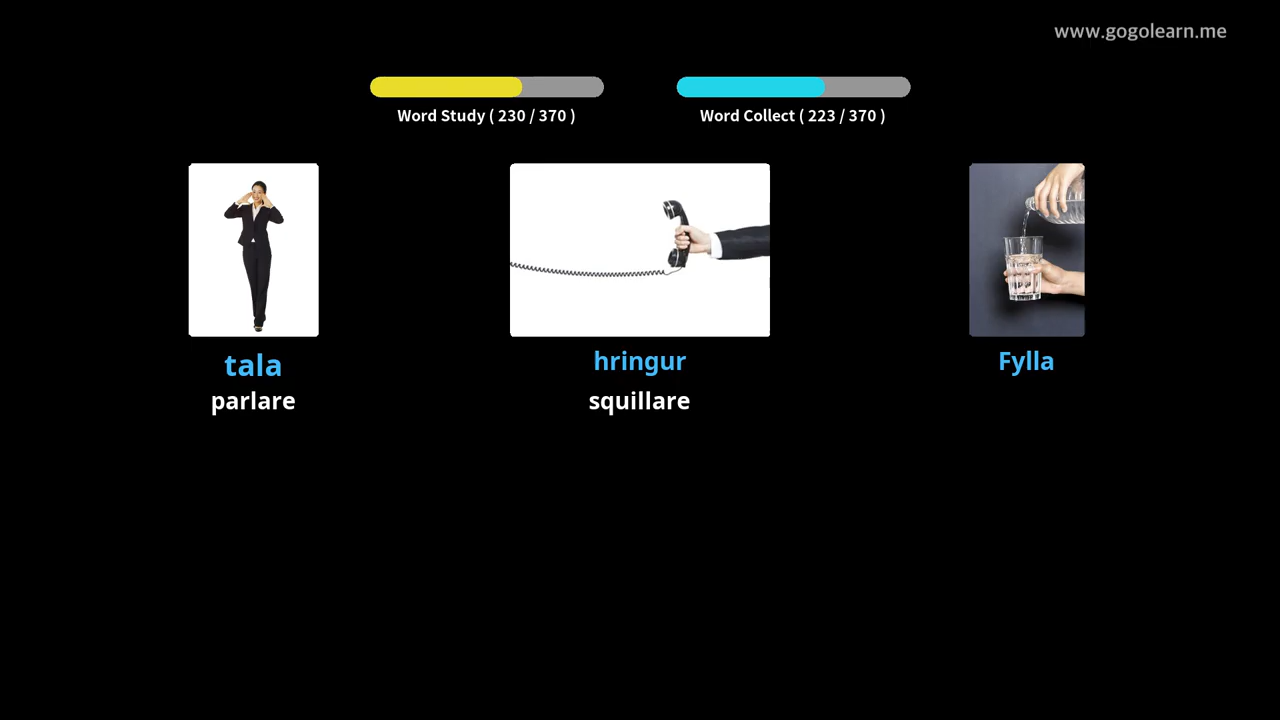 www.gogolearn.me
Word Study ( 230 / 370 )
Word Collect ( 223 / 370 )
tala
parlare
hringur
squillare
Fylla